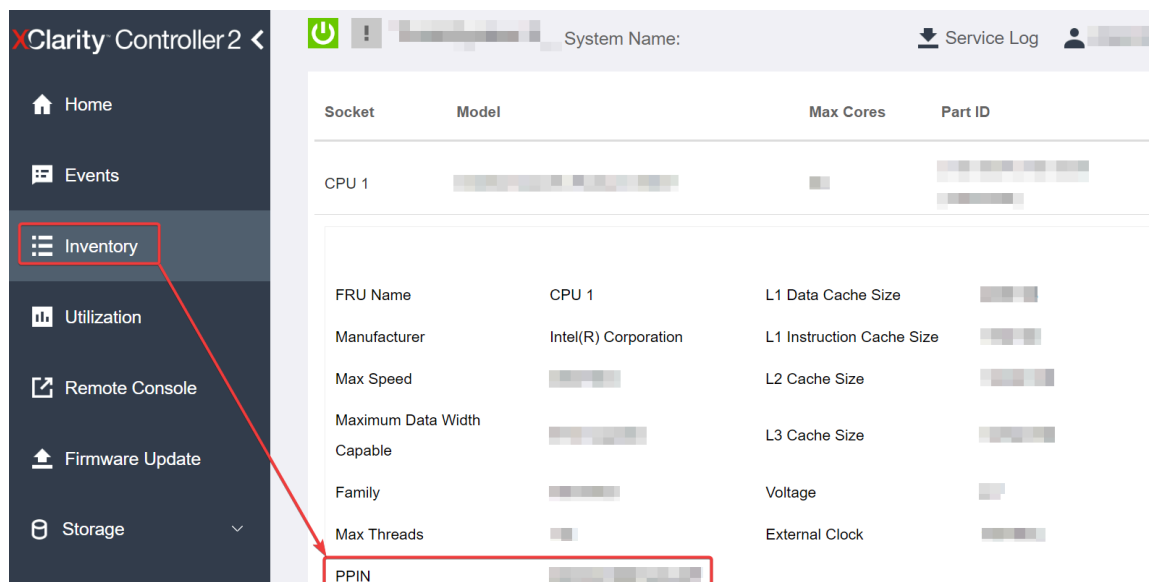 XClarity Controller 2
System Name:
Service Log
Home
Events
Inventory
Utilization
Remote Console
Firmware Update
Storage
Socket Model Max Cores Part ID
CPU 1
FRU Name CPU 1 L1 Data Cache Size
Manufacturer Intel(R) Corporation L1 Instruction Cache Size
Max Speed L2 Cache Size
Maximum Data Width
Capable
L3 Cache Size
Family Voltage
Max Threads External Clock
PPIN